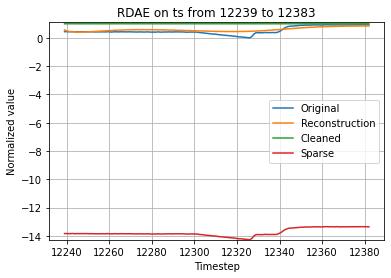 RDAE on ts from 12239 to 12383
Normalized value
0
−2
−4
−6
−8
−10
−12
−14
Original
Reconstruction
Cleaned
Sparse
12240 12260 12280 12300 12320 12340 12360 12380
Timestep